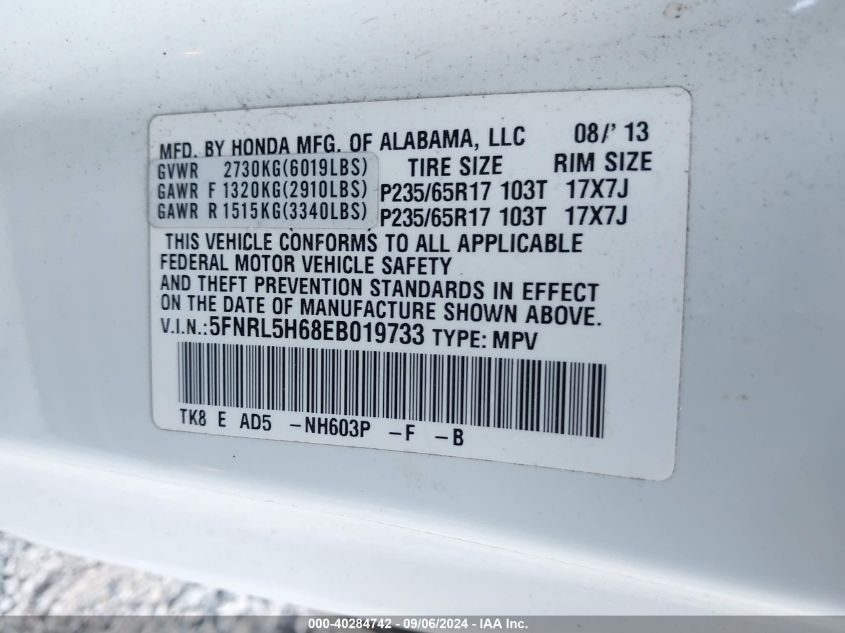 MFD. BY HONDA MFG. OF ALABAMA, LLC 08/'13
GVWR 2730KG(6019LBS) TIRE SIZE RIM SIZE
GAWR F 1320KG(2910LBS) P235/65R17 103T 17X7J
GAWR R 1515KG(3340LBS) P235/65R17 103T 17X7J
THIS VEHICLE CONFORMS TO ALL APPLICABLE
FEDERAL MOTOR VEHICLE SAFETY
AND THEFT PREVENTION STANDARDS IN EFFECT
ON THE DATE OF MANUFACTURE SHOWN ABOVE.
V.I.N.:5FNRL5H68EB019733 TYPE: MPV
TK8 E AD5 -NH603P -F -B
000-40284742 - 09/06/2024 - IAA Inc.